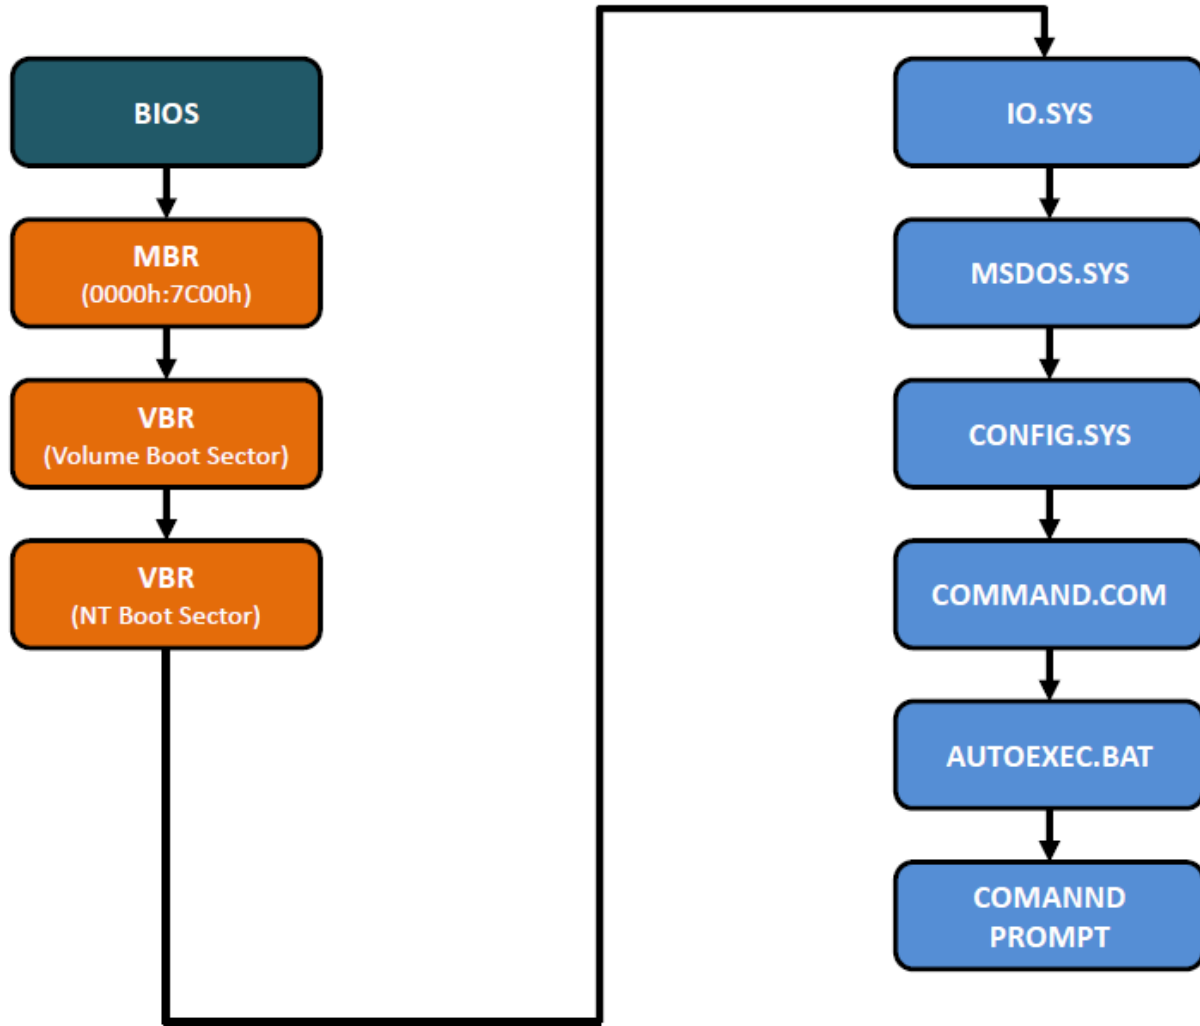 BIOS
MBR
(0000h:7C00h)
VBR
(Volume Boot Sector)
VBR
(NT Boot Sector)
IO.SYS
MSDOS.SYS
CONFIG.SYS
COMMAND.COM
AUTOEXEC.BAT
COMANND
PROMPT